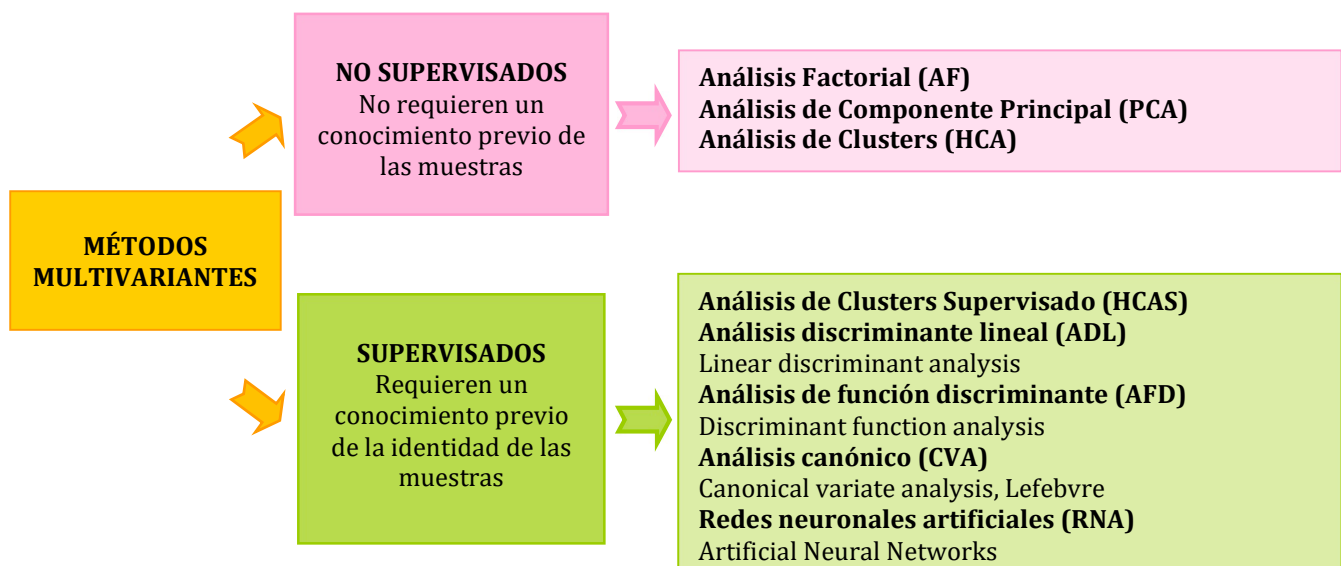 MÉTODOS
MULTIVARIANTES
NO SUPERVISADOS
No requieren un
conocimiento previo de
las muestras
Análisis Factorial (AF)
Análisis de Componente Principal (PCA)
Análisis de Clusters (HCA)
SUPERVISADOS
Requieren un
conocimiento previo
de la identidad de las
muestras
Análisis de Clusters Supervisado (HCAS)
Análisis discriminante lineal (ADL)
Linear discriminant analysis
Análisis de función discriminante (AFD)
Discriminant function analysis
Análisis canónico (CVA)
Canonical variate analysis, Lefebvre
Redes neuronales artificiales (RNA)
Artificial Neural Networks